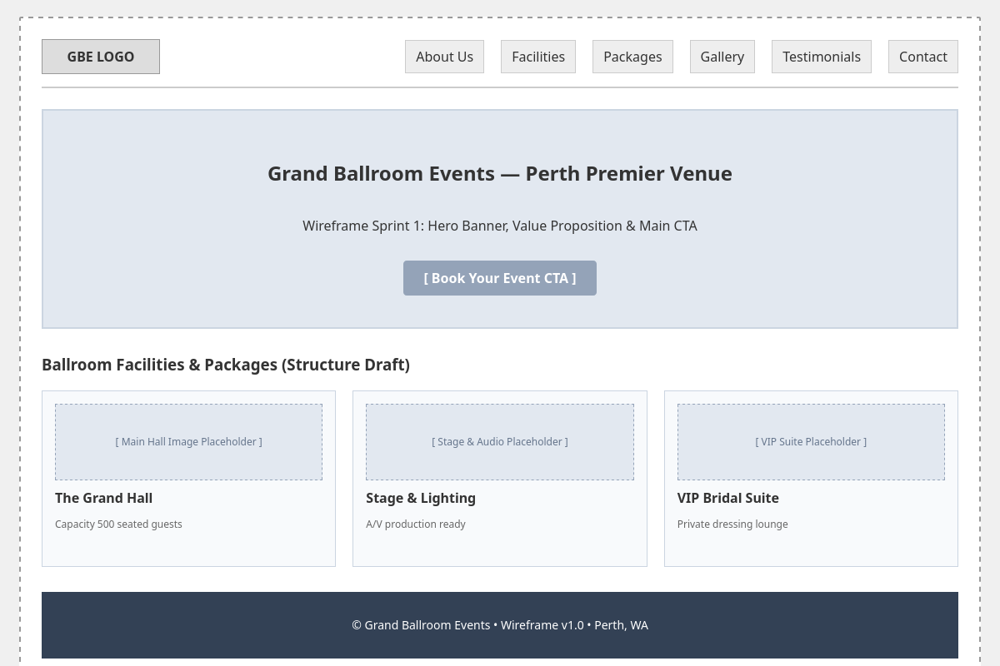 GBE LOGO
About Us
Facilities
Packages
Gallery
Testimonials
Contact
Grand Ballroom Events — Perth Premier Venue
Wireframe Sprint 1: Hero Banner, Value Proposition & Main CTA
[ Book Your Event CTA ]
Ballroom Facilities & Packages (Structure Draft)
[ Main Hall Image Placeholder ]
The Grand Hall
Capacity 500 seated guests
[ Stage & Audio Placeholder ]
Stage & Lighting
A/V production ready
[ VIP Suite Placeholder ]
VIP Bridal Suite
Private dressing lounge
© Grand Ballroom Events • Wireframe v1.0 • Perth, WA